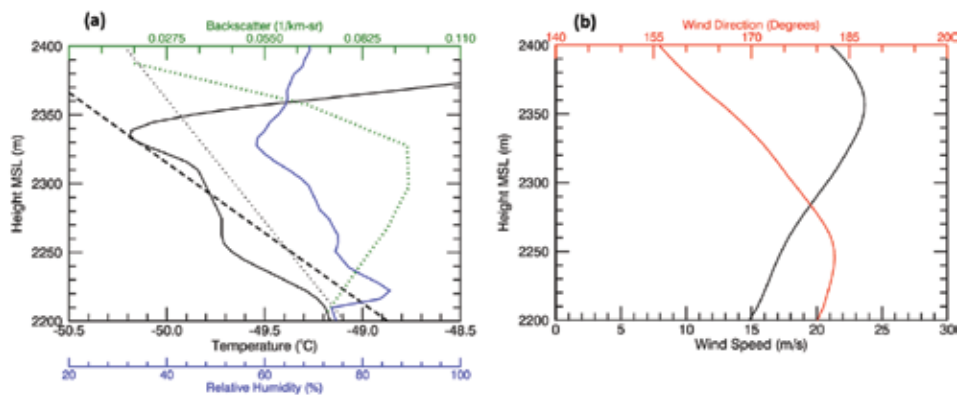 (a)
Backscatter (1/km-sr)
0.0275 0.0550 0.0825 0.110
2400
2350
2300
2250
2200
Height MSL (m)
-50.5 -50.0 -49.5 -49.0 -48.5
Temperature (°C)
20 40 60 80 100
Relative Humidity (%)
(b)
Wind Direction (Degrees)
140 155 170 185 200
2400
2350
2300
2250
2200
Height MSL (m)
0 5 10 15 20 25 30
Wind Speed (m/s)